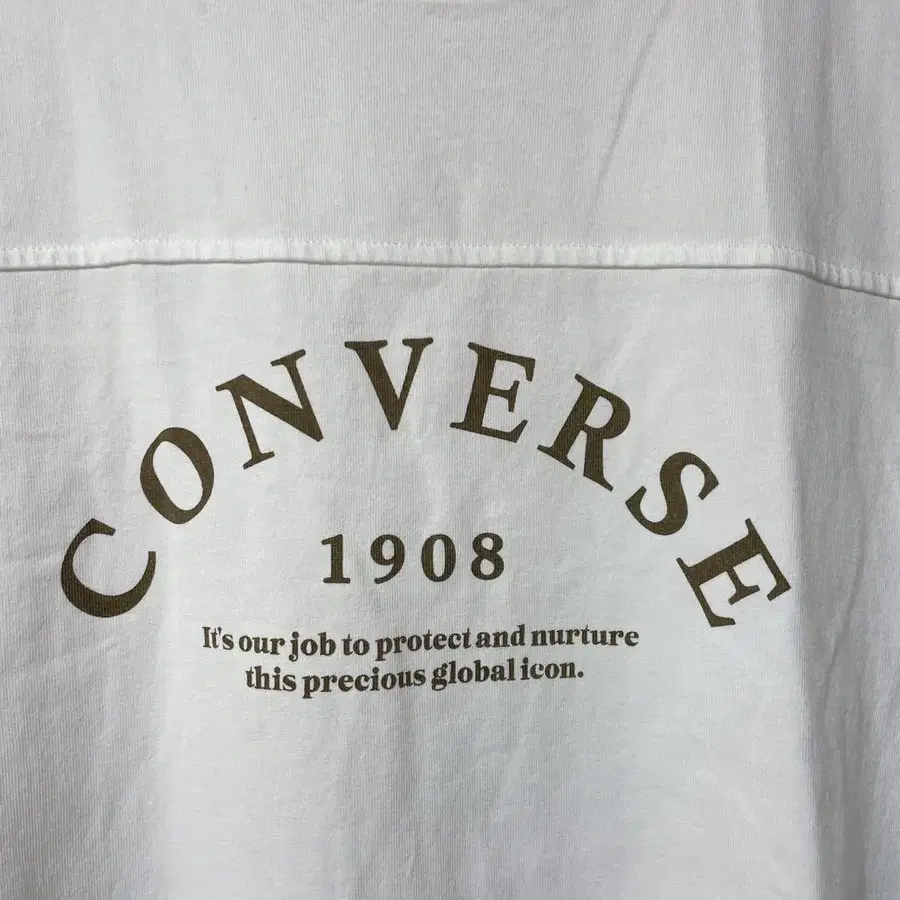 CONVERSE
1908
It's our job to protect and nurture
this precious global icon.